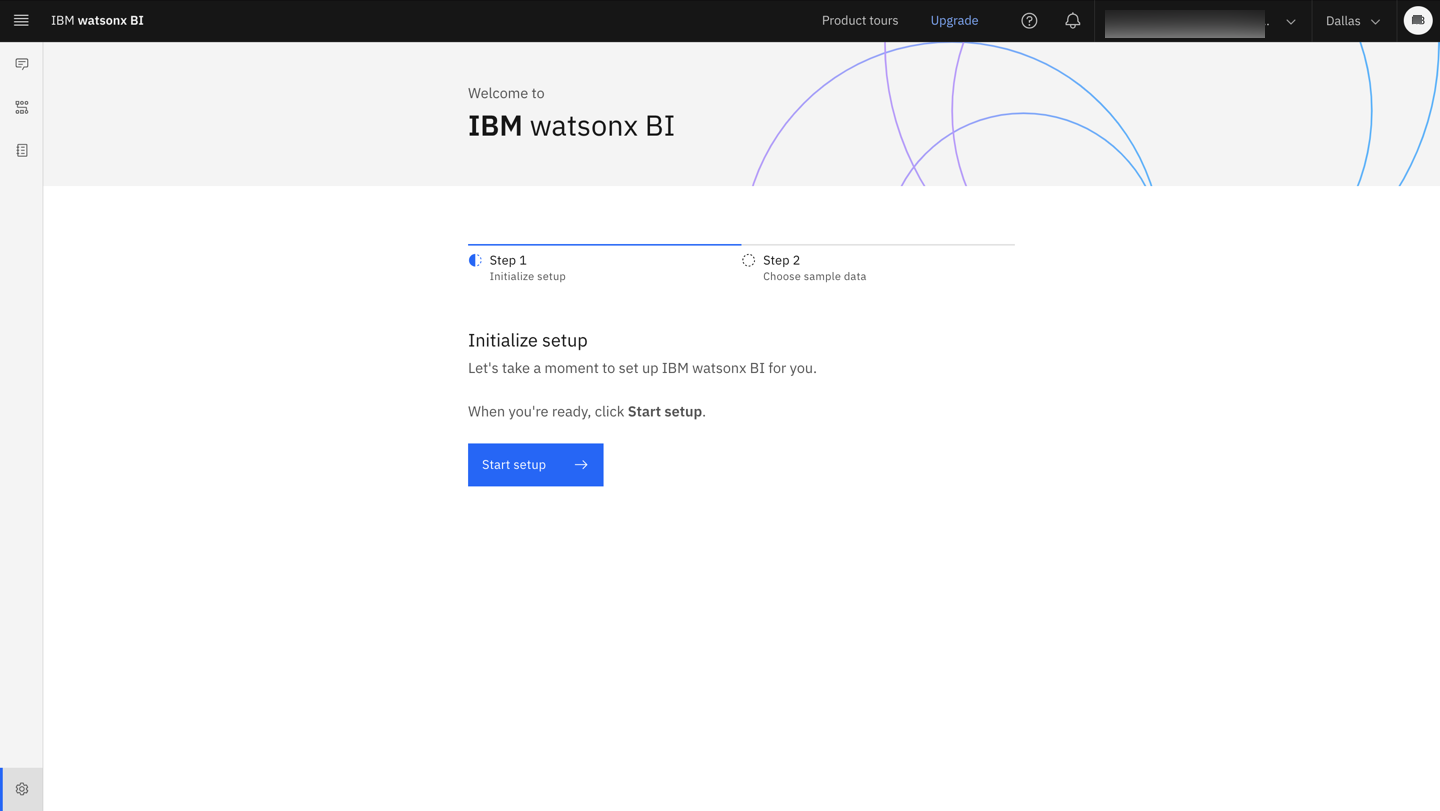 IBM watsonx BI
Product tours
Upgrade
Dallas
Welcome to
IBM watsonx BI
Step 1
Initialize setup
Step 2
Choose sample data
Initialize setup
Let's take a moment to set up IBM watsonx BI for you.
When you're ready, click Start setup.
Start setup